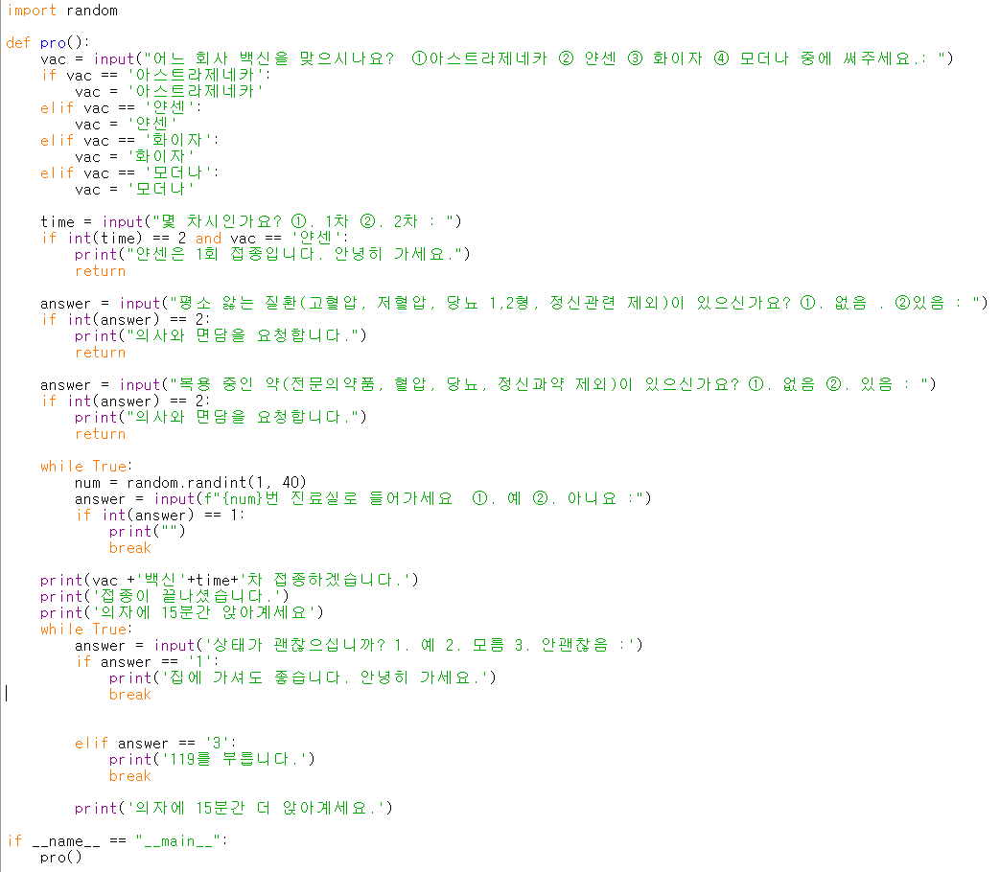 import random
def pro():
    vac = input("어느 회사 백신을 맞으시나요?  ①아스트라제네카 ② 얀센 ③ 화이자 ④ 모더나 중에 써주세요.: ")
    if vac == '아스트라제네카':
        vac = '아스트라제네카'
    elif vac == '얀센':
        vac = '얀센'
    elif vac == '화이자':
        vac = '화이자'
    elif vac == '모더나':
        vac = '모더나'
    time = input("몇 차시인가요? ①. 1차 ②. 2차 : ")
    if int(time) == 2 and vac == '얀센':
        print("얀센은 1회 접종입니다. 안녕히 가세요.")
        return
    answer = input("평소 앓는 질환(고혈압, 저혈압, 당뇨 1,2형, 정신관련 제외)이 있으신가요? ①. 없음 . ②있음 : ")
    if int(answer) == 2:
        print("의사와 면담을 요청합니다.")
        return
    answer = input("복용 중인 약(전문의약품, 혈압, 당뇨, 정신과약 제외)이 있으신가요? ①. 없음 ②. 있음 : ")
    if int(answer) == 2:
        print("의사와 면담을 요청합니다.")
        return
    while True:
        num = random.randint(1, 40)
        answer = input(f"{num}번 진료실로 들어가세요  ①. 예 ②. 아니요 :")
        if int(answer) == 1:
            print("")
            break
    print(vac +'백신'+time+'차 접종하겠습니다.')
    print('접종이 끝나셨습니다.')
    print('의자에 15분간 앉아계세요')
    while True:
        answer = input('상태가 괜찮으십니까? 1. 예 2. 모름 3. 안괜찮음 :')
        if answer == '1':
            print('집에 가셔도 좋습니다. 안녕히 가세요.')
            break
        elif answer == '3':
            print('119를 부릅니다.')
            break
        print('의자에 15분간 더 앉아계세요.')
if __name__ == "__main__":
    pro()